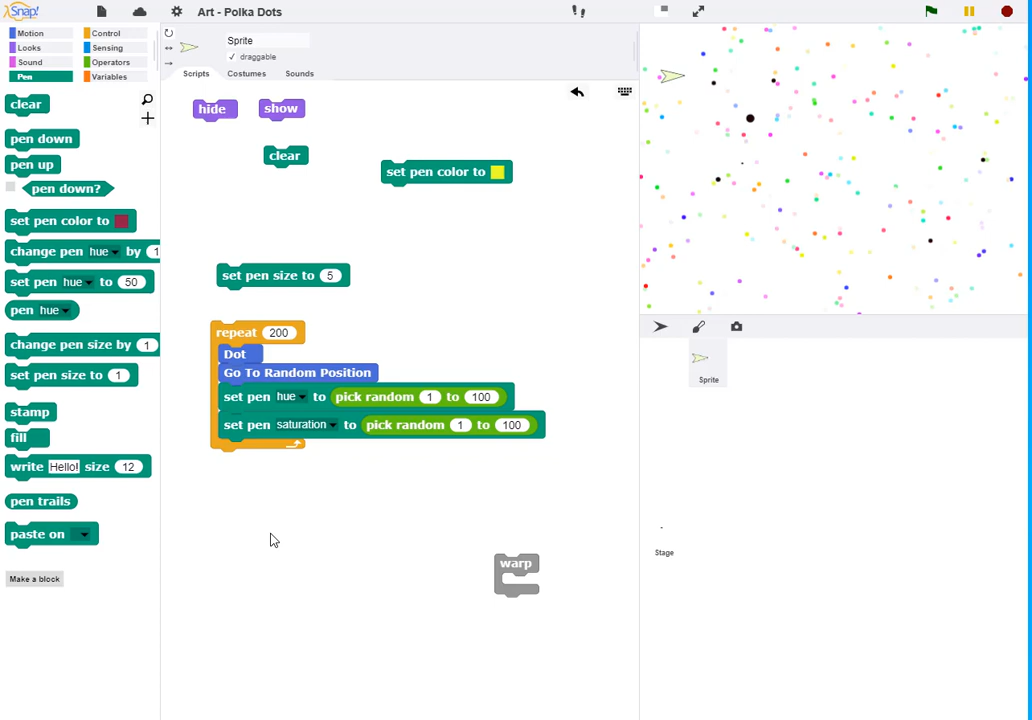 Snap! Art - Polka Dots
Motion Control
Looks Sensing
Sound Operators
Pen Variables
Sprite
draggable
Scripts Costumes Sounds
clear
pen down
pen up
pen down?
set pen color to
change pen hue by 1
set pen hue to 50
pen hue
change pen size by 1
set pen size to 1
stamp
fill
write Hello! size 12
pen trails
paste on
Make a block
hide show
clear
set pen color to
set pen size to 5
repeat 200
Dot
Go To Random Position
set pen hue to pick random 1 to 100
set pen saturation to pick random 1 to 100
warp
Sprite
Stage